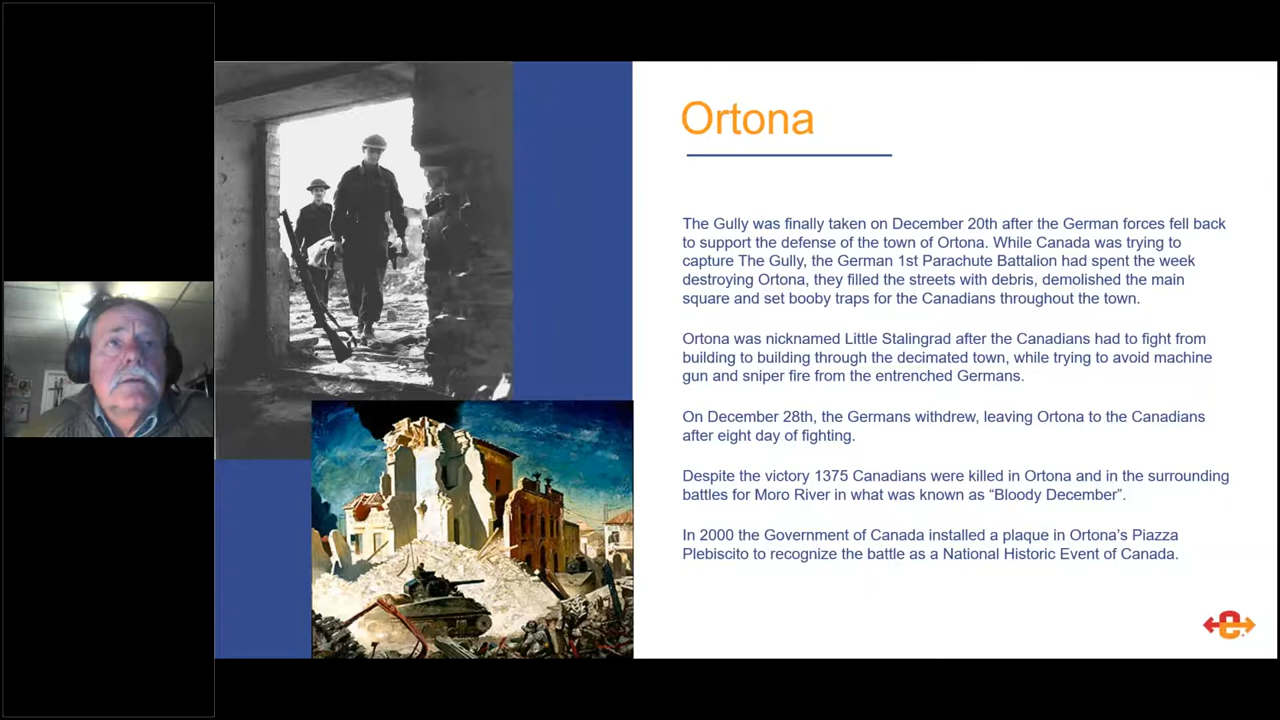 Ortona
The Gully was finally taken on December 20th after the German forces fell back
to support the defense of the town of Ortona. While Canada was trying to
capture The Gully, the German 1st Parachute Battalion had spent the week
destroying Ortona, they filled the streets with debris, demolished the main
square and set booby traps for the Canadians throughout the town.
Ortona was nicknamed Little Stalingrad after the Canadians had to fight from
building to building through the decimated town, while trying to avoid machine
gun and sniper fire from the entrenched Germans.
On December 28th, the Germans withdrew, leaving Ortona to the Canadians
after eight day of fighting.
Despite the victory 1375 Canadians were killed in Ortona and in the surrounding
battles for Moro River in what was known as “Bloody December”.
In 2000 the Government of Canada installed a plaque in Ortona’s Piazza
Plebiscito to recognize the battle as a National Historic Event of Canada.
e